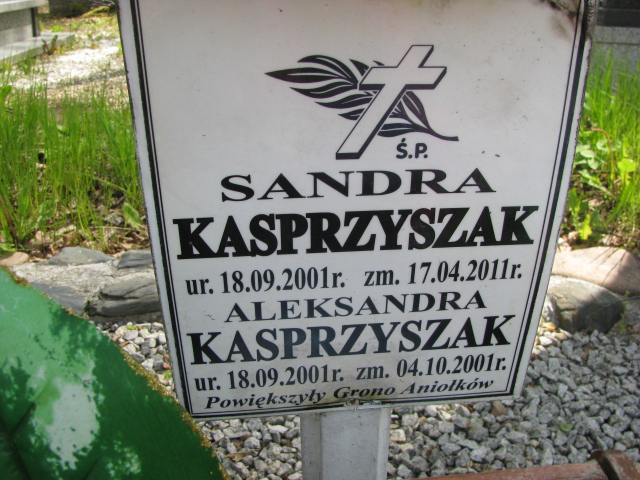 Ś.P.
SANDRA
KASPRZYSZAK
ur. 18.09.2001r. zm. 17.04.2011r.
ALEKSANDRA
KASPRZYSZAK
ur. 18.09.2001r. zm. 04.10.2001r.
Powiększyły Grono Aniołków